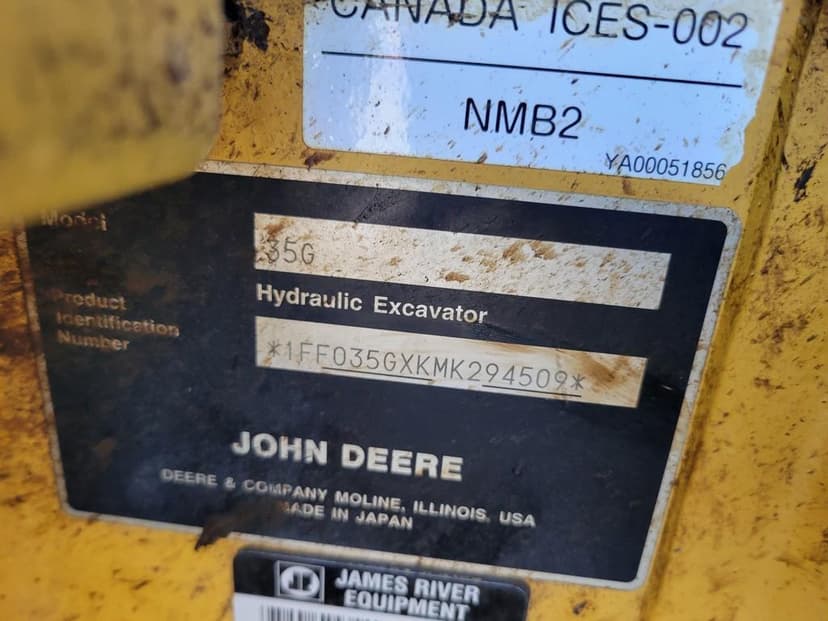 CANADA ICES-002
NMB2
YA00051856
Model
35G
Hydraulic Excavator
Product
Identification
Number
*1FF035GXKMK294509*
JOHN DEERE
DEERE & COMPANY MOLINE, ILLINOIS, USA
MADE IN JAPAN
JAMES RIVER
EQUIPMENT